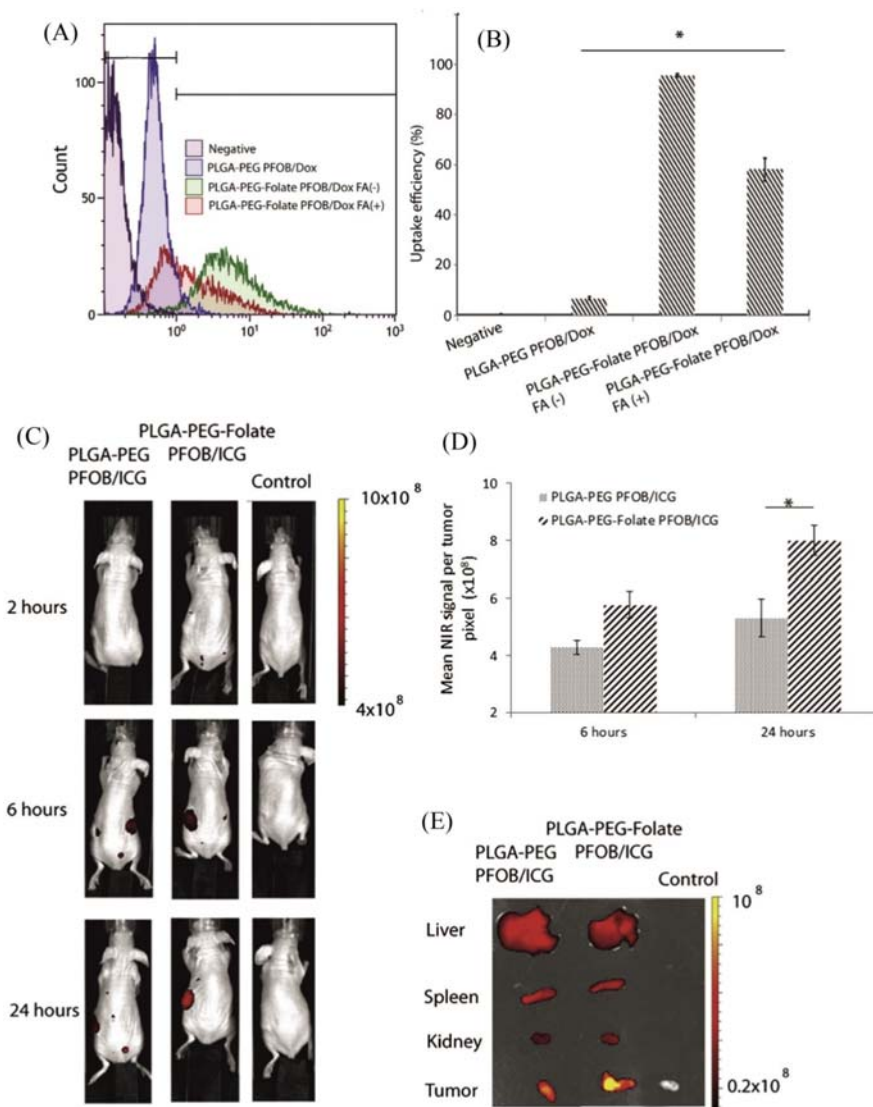 (A)
100
50
0
Count
10⁰
10¹
10²
10³
Negative
PLGA-PEG PFOB/Dox
PLGA-PEG-Folate PFOB/Dox FA(-)
PLGA-PEG-Folate PFOB/Dox FA(+)
(B)
*
100
80
60
40
20
0
Uptake efficiency (%)
Negative
PLGA-PEG PFOB/Dox
PLGA-PEG-Folate PFOB/Dox
FA (-)
PLGA-PEG-Folate PFOB/Dox
FA (+)
(C)
PLGA-PEG
PFOB/ICG
PLGA-PEG-Folate
PFOB/ICG
Control
2 hours
6 hours
24 hours
10x10⁸
4x10⁸
(D)
10
8
6
4
2
Mean NIR signal per tumor
pixel (x10⁸)
PLGA-PEG PFOB/ICG
PLGA-PEG-Folate PFOB/ICG
*
6 hours
24 hours
(E)
PLGA-PEG
PFOB/ICG
PLGA-PEG-Folate
PFOB/ICG
Control
Liver
Spleen
Kidney
Tumor
10⁸
0.2x10⁸